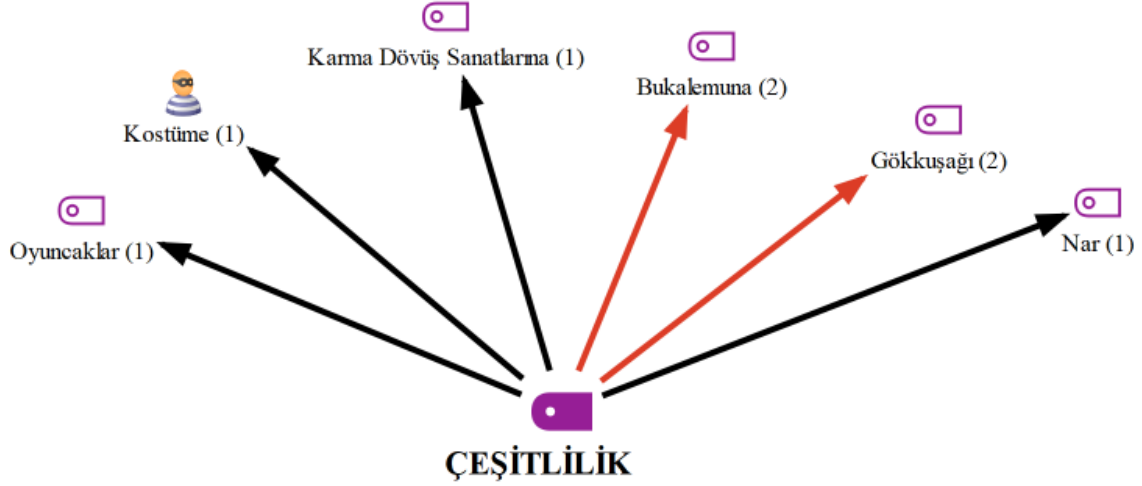 Karma Dövüş Sanatlarına (1)
Bukalemuna (2)
Kostüme (1)
Gökkuşağı (2)
Oyuncaklar (1)
Nar (1)
ÇEŞİTLİLİK